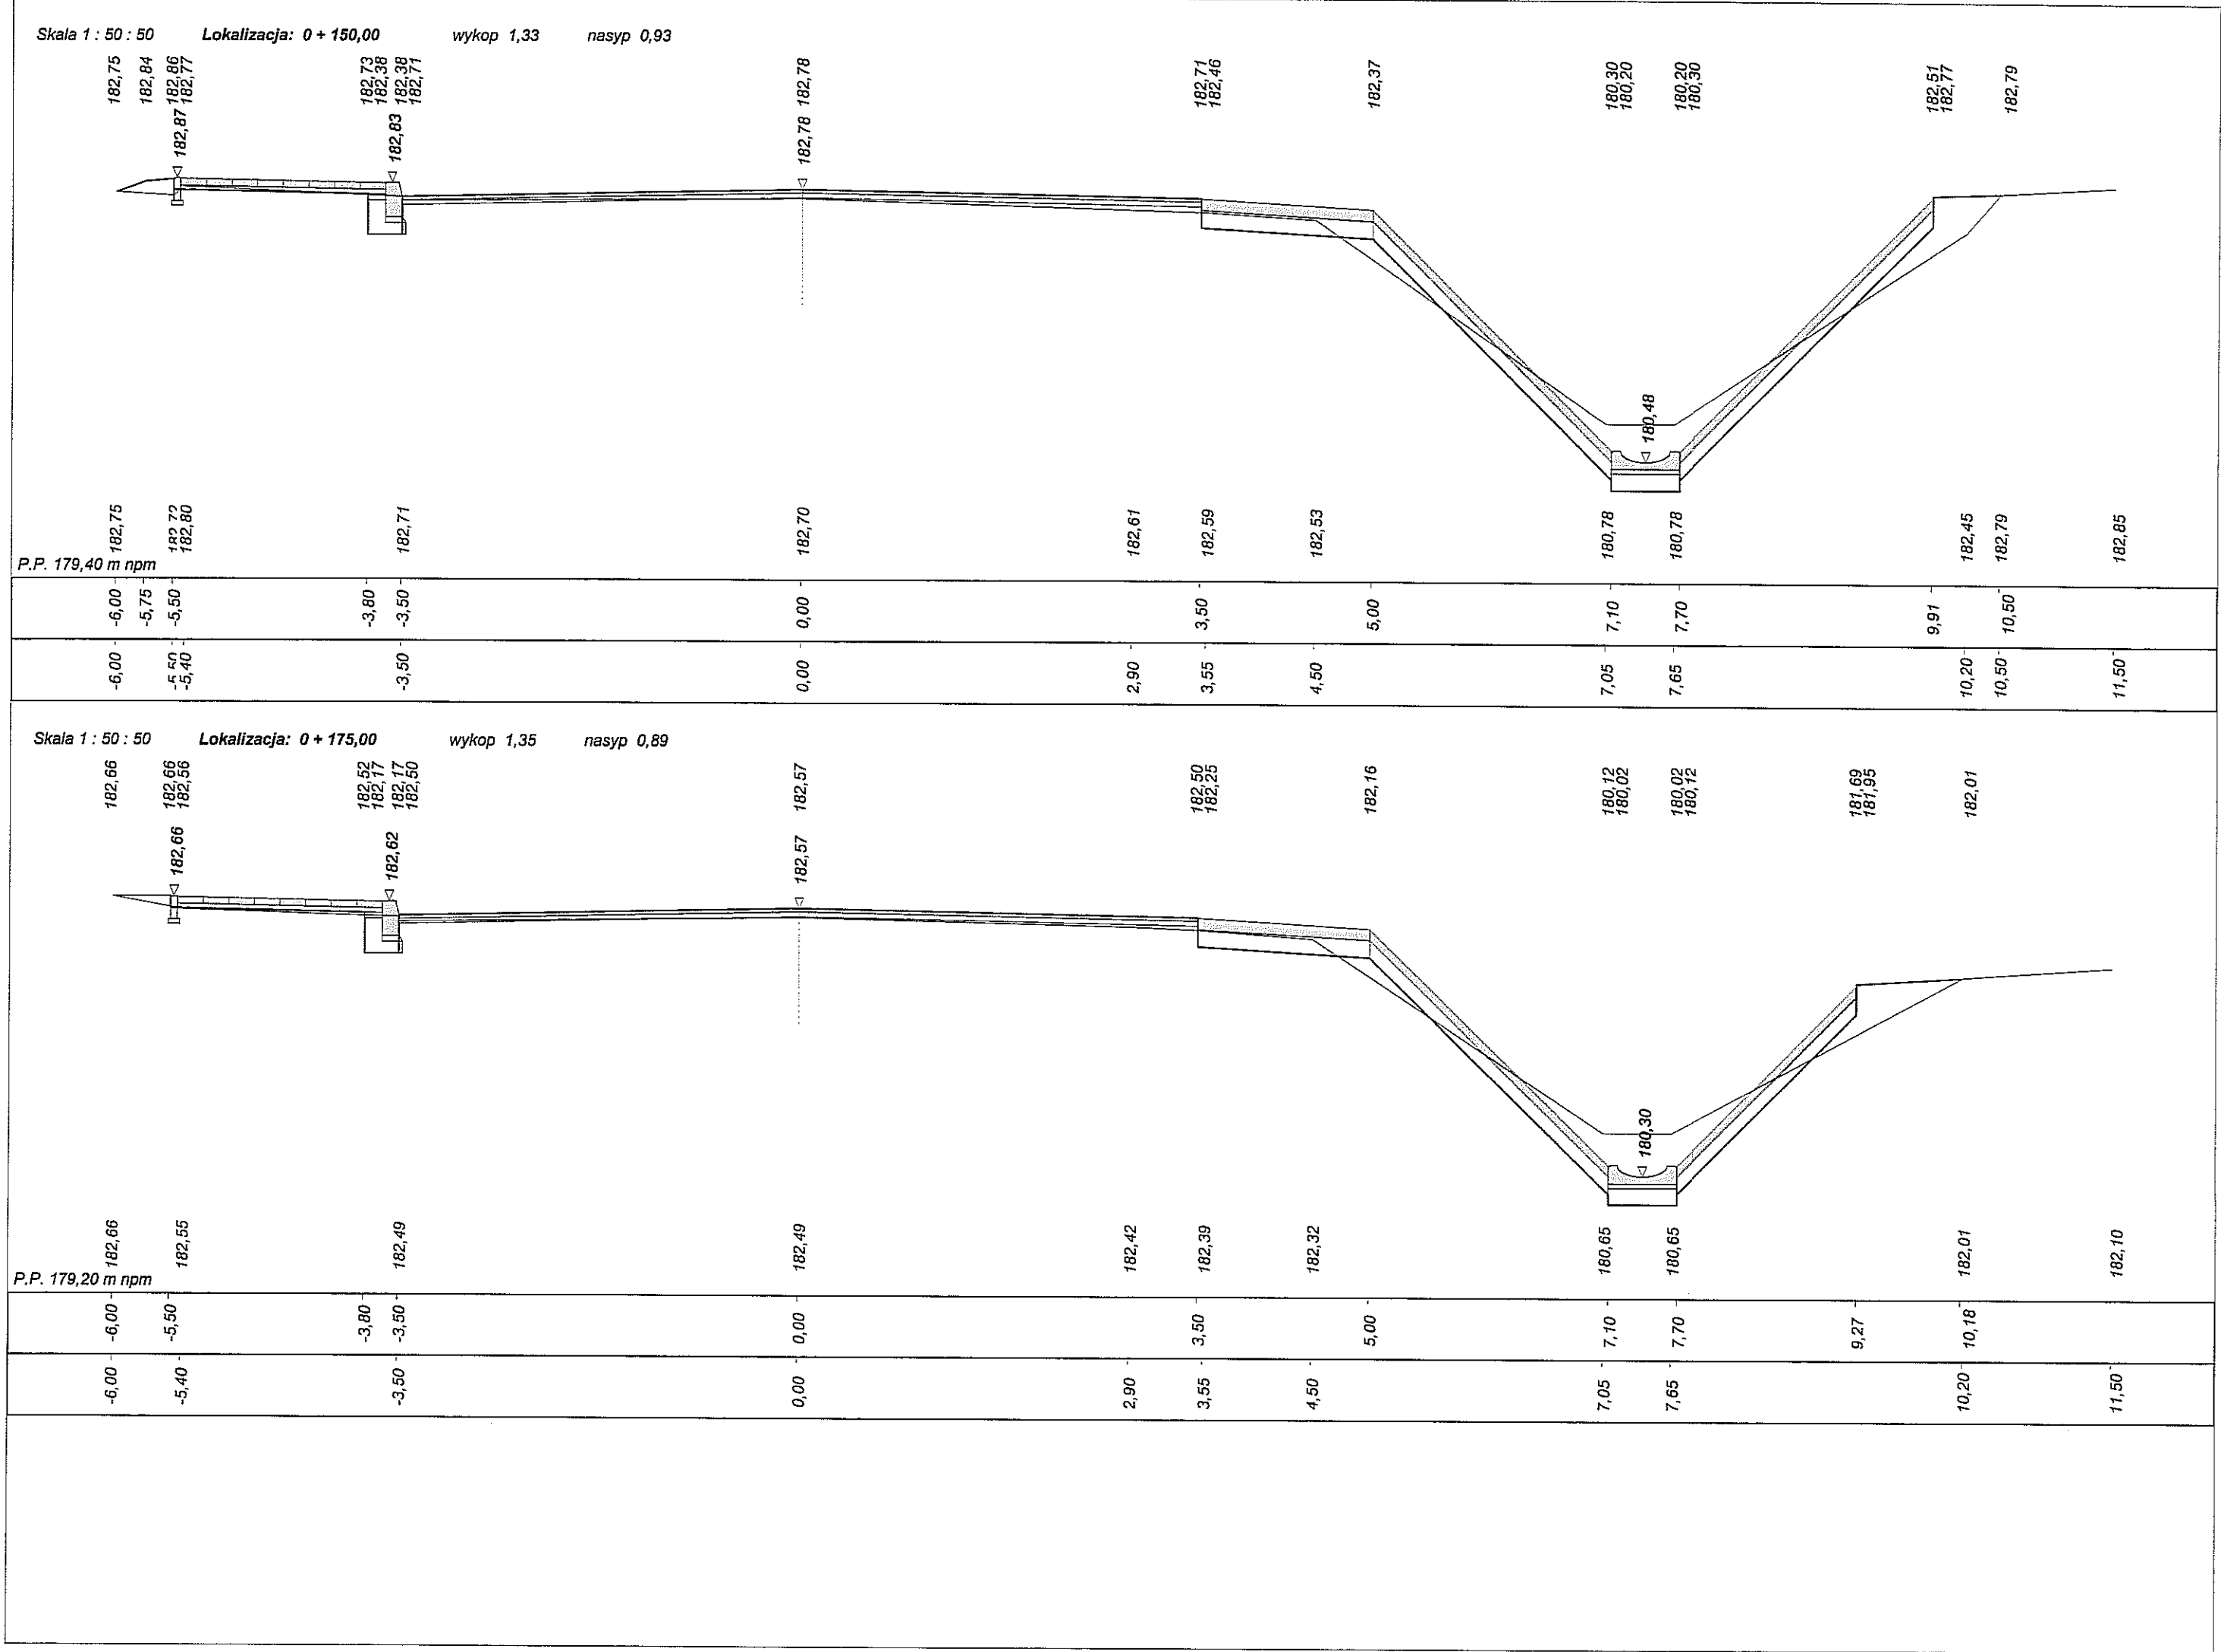 Skala 1 : 50 : 50 Lokalizacja: 0 + 150,00 wykop 1,33 nasyp 0,93
182,75 182,84 182,86 182,77 182,73 182,38 182,38 182,71 182,78 182,71 182,46 182,37 180,30 180,20 180,20 180,30 182,51 182,77 182,79
182,87 182,83 182,78
180,48
182,75 182,80 182,71 182,70 182,61 182,59 182,53 180,78 180,78 182,45 182,79 182,85
P.P. 179,40 m npm
-6,00 -5,75 -5,50 -3,80 -3,50 0,00 3,50 5,00 7,10 7,70 9,91 10,50
-6,00 -5,50 -5,40 -3,50 0,00 2,90 3,55 4,50 7,05 7,65 10,20 10,50 11,50
Skala 1 : 50 : 50 Lokalizacja: 0 + 175,00 wykop 1,35 nasyp 0,89
182,66 182,66 182,56 182,52 182,17 182,17 182,50 182,57 182,50 182,25 182,16 180,12 180,02 180,02 180,12 181,69 181,95 182,01
182,66 182,62 182,57
180,30
182,66 182,55 182,49 182,49 182,42 182,39 182,32 180,65 180,65 182,01 182,10
P.P. 179,20 m npm
-6,00 -5,50 -3,80 -3,50 0,00 3,50 5,00 7,10 7,70 9,27 10,18
-6,00 -5,40 -3,50 0,00 2,90 3,55 4,50 7,05 7,65 10,20 11,50